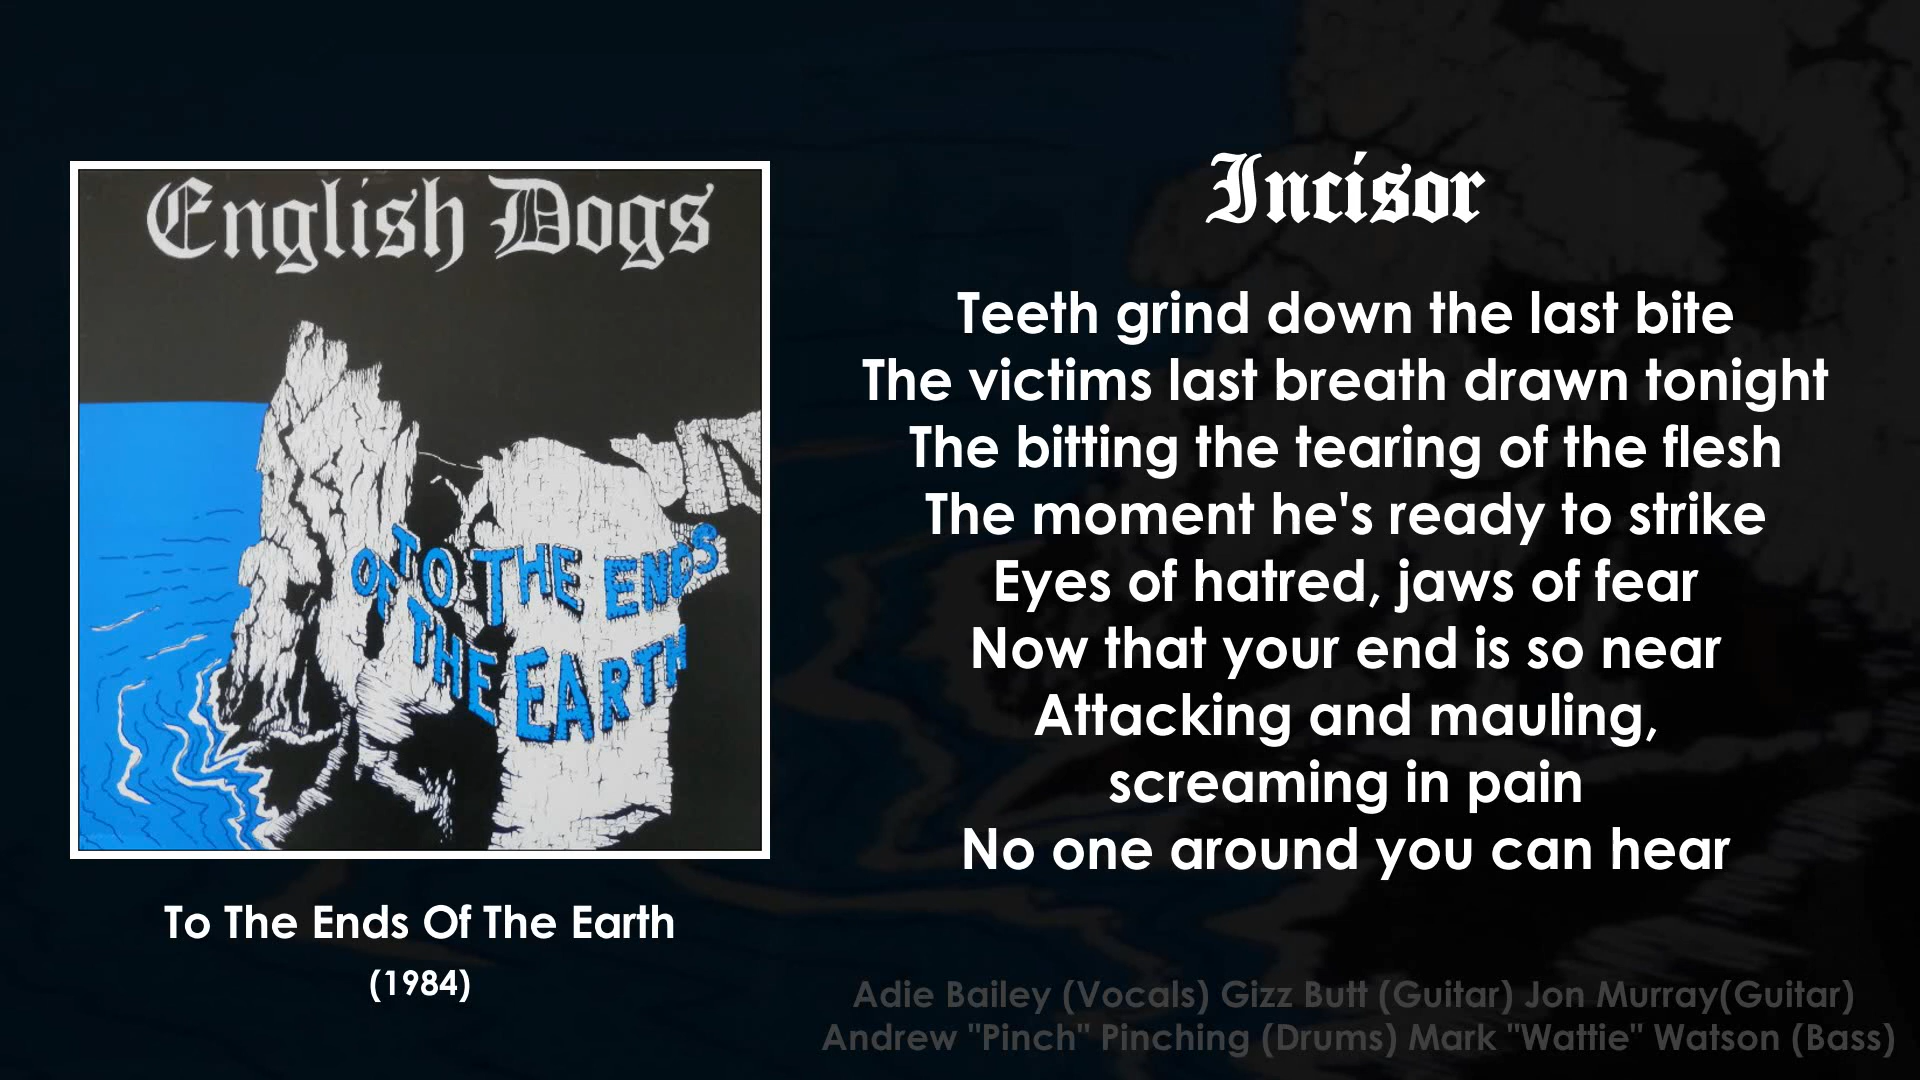 English Dogs
TO THE ENDS
OF THE EARTH
To The Ends Of The Earth
(1984)
Incisor
Teeth grind down the last bite
The victims last breath drawn tonight
The bitting the tearing of the flesh
The moment he's ready to strike
Eyes of hatred, jaws of fear
Now that your end is so near
Attacking and mauling,
screaming in pain
No one around you can hear
Adie Bailey (Vocals) Gizz Butt (Guitar) Jon Murray(Guitar)
Andrew "Pinch" Pinching (Drums) Mark "Wattie" Watson (Bass)